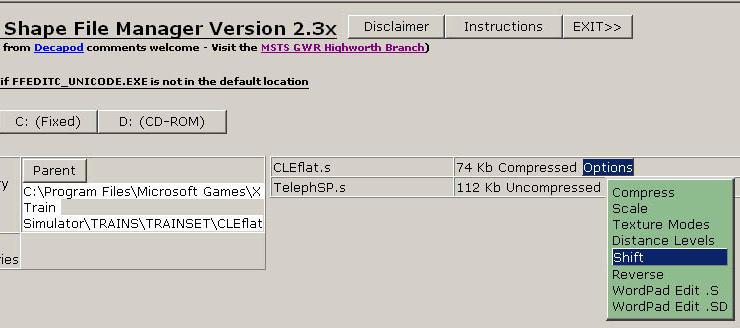 Shape File Manager Version 2.3x Disclaimer Instructions EXIT>>
from Decapod comments welcome - Visit the MSTS GWR Highworth Branch)
if FFEDITC_UNICODE.EXE is not in the default location
C: (Fixed) D: (CD-ROM)
Parent
ry
C:\Program Files\Microsoft Games\X
Train
Simulator\TRAINS\TRAINSET\CLEflat
ries
CLEflat.s 74 Kb Compressed Options
TelephSP.s 112 Kb Uncompressed
Compress
Scale
Texture Modes
Distance Levels
Shift
Reverse
WordPad Edit .S
WordPad Edit .SD